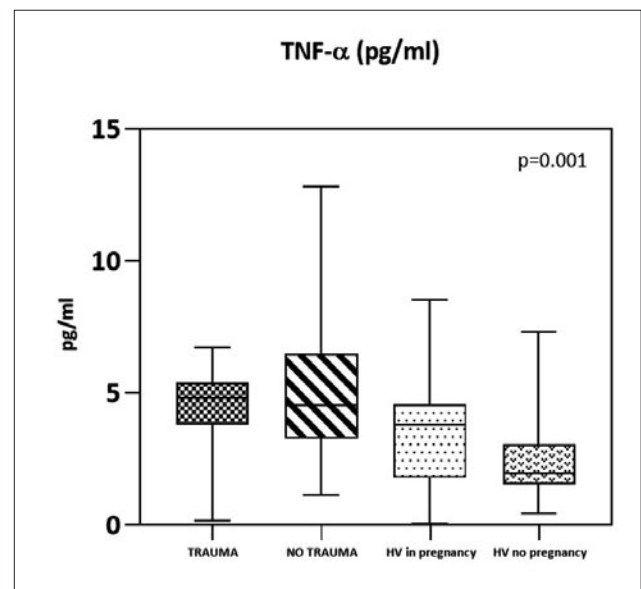 TNF-α (pg/ml)
15
p=0.001
10
pg/ml
5
0
TRAUMA NO TRAUMA HV in pregnancy HV no pregnancy